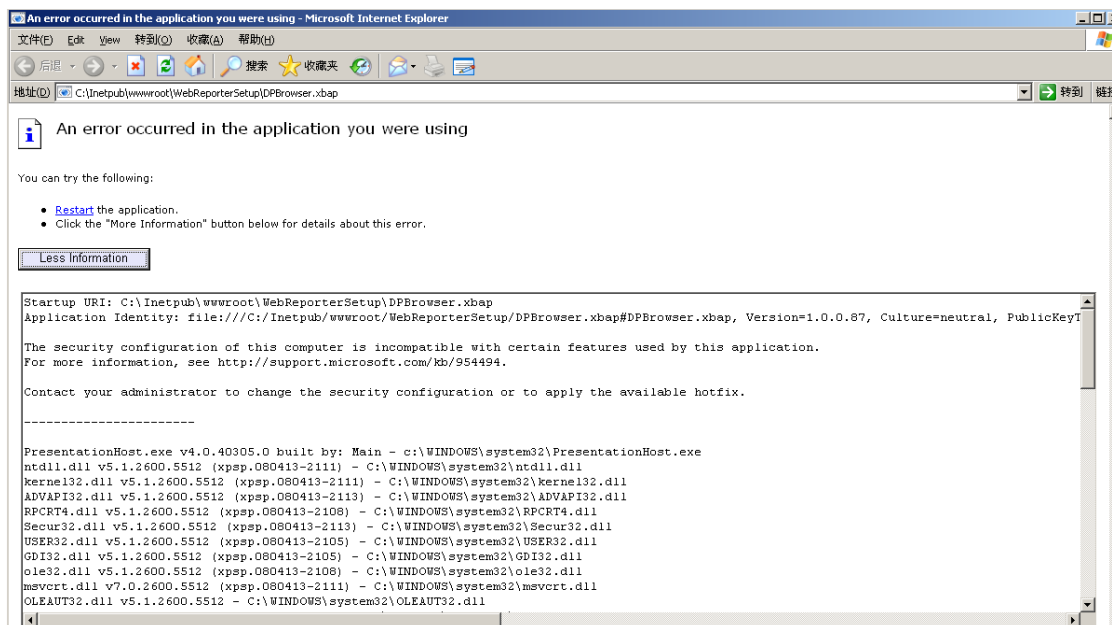 An error occurred in the application you were using - Microsoft Internet Explorer
文件(F) Edit View 转到(O) 收藏(A) 帮助(H)
后退 搜索 收藏夹
地址(D) C:\Inetpub\wwwroot\WebReporterSetup\DPBrowser.xbap 转到 链接
An error occurred in the application you were using
You can try the following:
• Restart the application.
• Click the "More Information" button below for details about this error.
Less Information
Startup URI: C:\Inetpub\wwwroot\WebReporterSetup\DPBrowser.xbap
Application Identity: file:///C:/Inetpub/wwwroot/WebReporterSetup/DPBrowser.xbap#DPBrowser.xbap, Version=1.0.0.87, Culture=neutral, PublicKeyT
The security configuration of this computer is incompatible with certain features used by this application.
For more information, see http://support.microsoft.com/kb/954494.
Contact your administrator to change the security configuration or to apply the available hotfix.
-----------------------
PresentationHost.exe v4.0.40305.0 built by: Main - c:\WINDOWS\system32\PresentationHost.exe
ntdll.dll v5.1.2600.5512 (xpsp.080413-2111) - C:\WINDOWS\system32\ntdll.dll
kernel32.dll v5.1.2600.5512 (xpsp.080413-2111) - C:\WINDOWS\system32\kernel32.dll
ADVAPI32.dll v5.1.2600.5512 (xpsp.080413-2113) - C:\WINDOWS\system32\ADVAPI32.dll
RPCRT4.dll v5.1.2600.5512 (xpsp.080413-2108) - C:\WINDOWS\system32\RPCRT4.dll
Secur32.dll v5.1.2600.5512 (xpsp.080413-2113) - C:\WINDOWS\system32\Secur32.dll
USER32.dll v5.1.2600.5512 (xpsp.080413-2105) - C:\WINDOWS\system32\USER32.dll
GDI32.dll v5.1.2600.5512 (xpsp.080413-2105) - C:\WINDOWS\system32\GDI32.dll
ole32.dll v5.1.2600.5512 (xpsp.080413-2108) - C:\WINDOWS\system32\ole32.dll
msvcrt.dll v7.0.2600.5512 (xpsp.080413-2111) - C:\WINDOWS\system32\msvcrt.dll
OLEAUT32.dll v5.1.2600.5512 - C:\WINDOWS\system32\OLEAUT32.dll